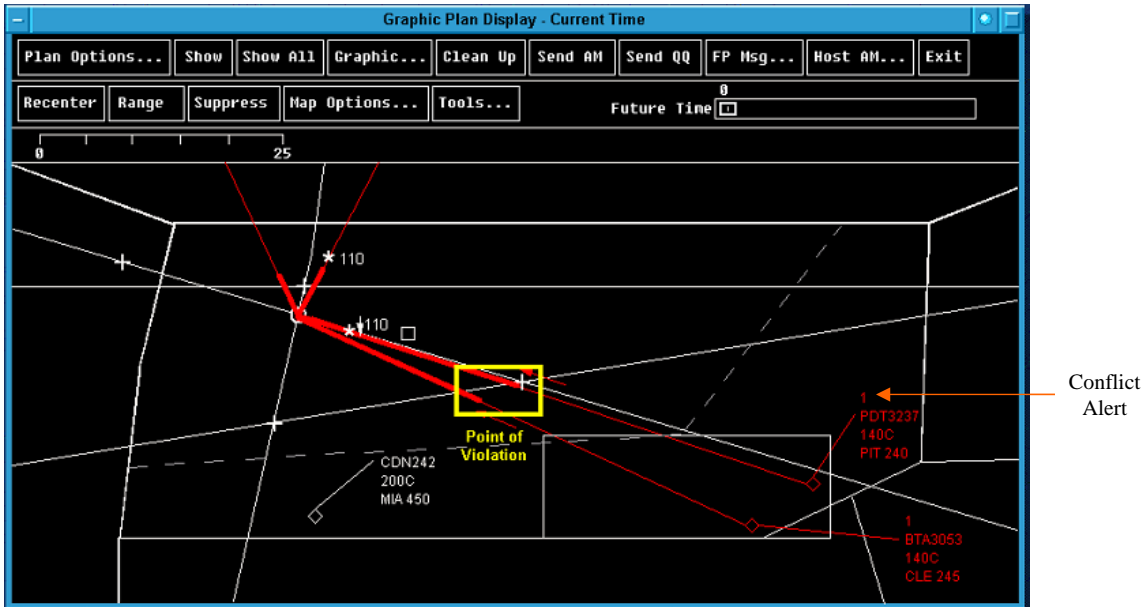 Graphic Plan Display - Current Time
Plan Options... Show Show All Graphic... Clean Up Send AM Send QQ FP Msg... Host AM... Exit
Recenter Range Suppress Map Options... Tools... Future Time 0
0 25
110
110
Point of
Violation
CDN242
200C
MIA 450
1
PDT3237
140C
PIT 240
Conflict
Alert
1
BTA3053
140C
CLE 245